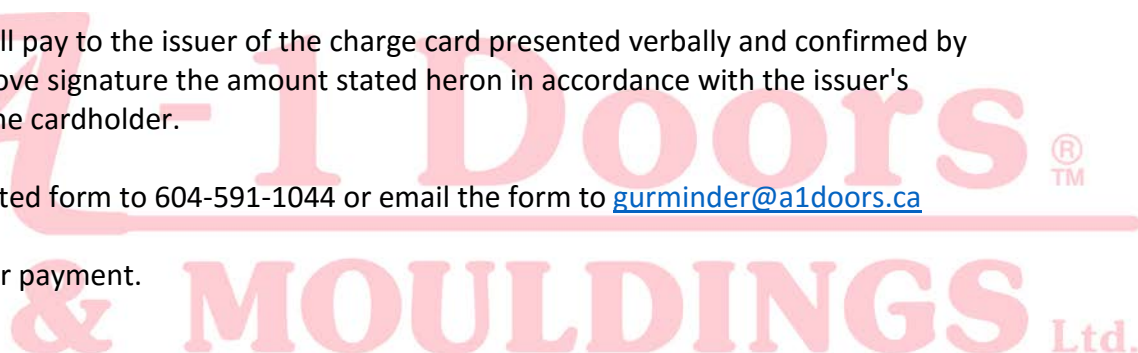 ll pay to the issuer of the charge card presented verbally and confirmed by
ove signature the amount stated heron in accordance with the issuer's
ne cardholder.
-1 Doors ® TM
ted form to 604-591-1044 or email the form to gurminder@a1doors.ca
r payment.
& MOULDINGS Ltd.